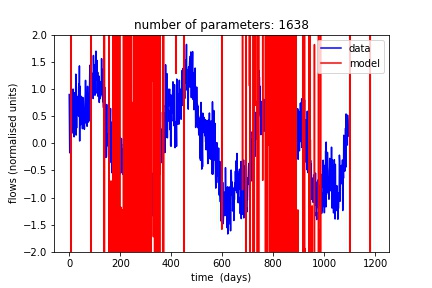 number of parameters: 1638
2.0
1.5
1.0
0.5
0.0
−0.5
−1.0
−1.5
−2.0
flows (normalised units)
data
model
0 200 400 600 800 1000 1200
time (days)